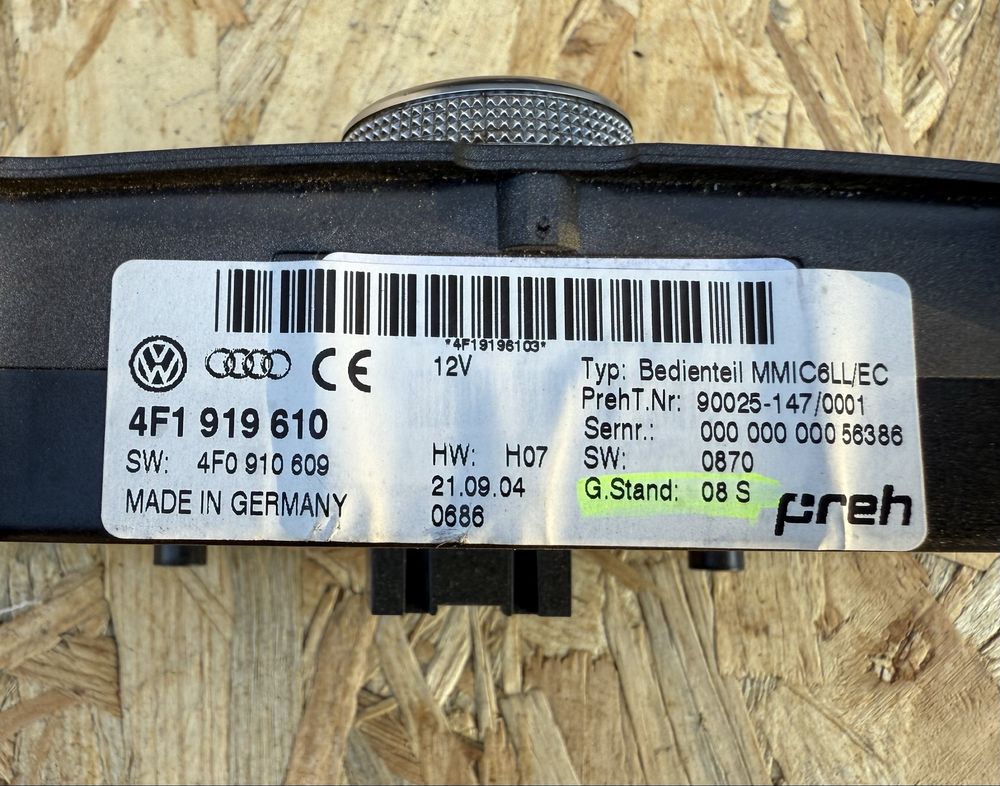 *4F19196103*
12V
4F1 919 610
SW: 4F0 910 609
MADE IN GERMANY
HW: H07
21.09.04
0686
Typ: Bedienteil MMIC6LL/EC
PrehT.Nr: 90025-147/0001
Sernr.: 000 000 000 56386
SW: 0870
G.Stand: 08 S
preh